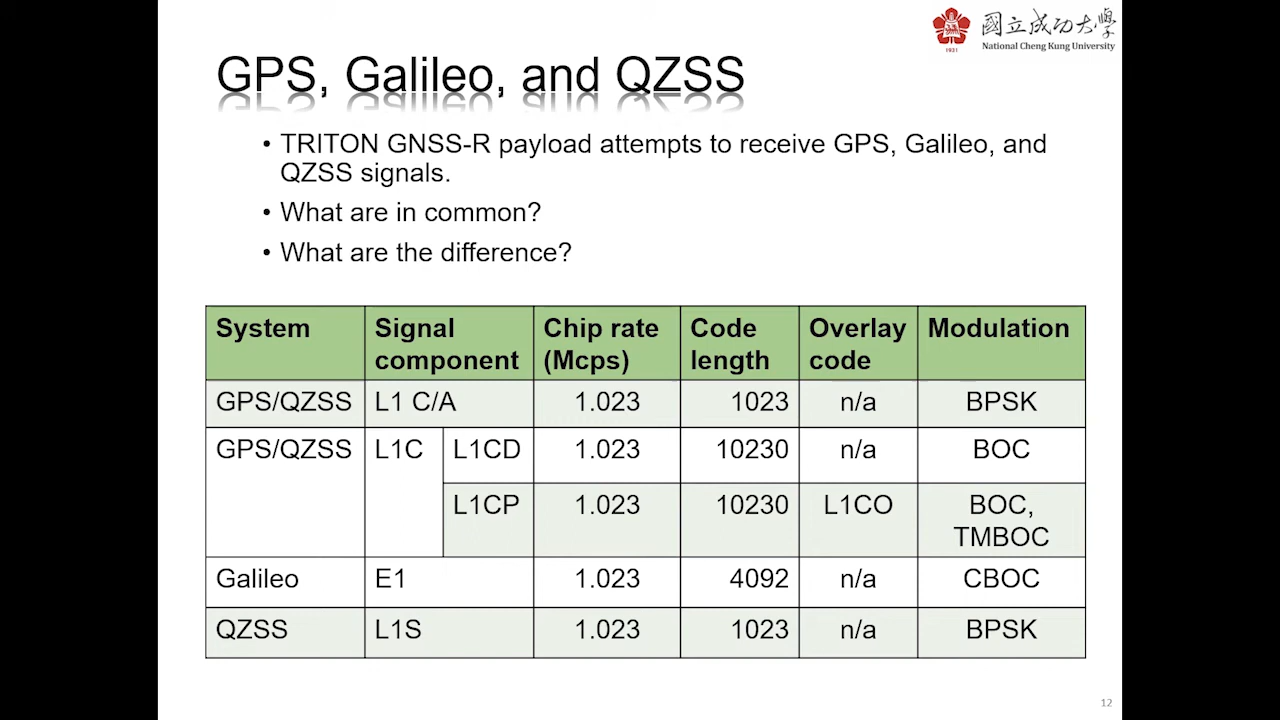 國立成功大學
National Cheng Kung University
1931
GPS, Galileo, and QZSS
• TRITON GNSS-R payload attempts to receive GPS, Galileo, and
QZSS signals.
• What are in common?
• What are the difference?
System Signal component Chip rate (Mcps) Code length Overlay code Modulation
GPS/QZSS L1 C/A 1.023 1023 n/a BPSK
GPS/QZSS L1C L1CD 1.023 10230 n/a BOC
L1CP 1.023 10230 L1CO BOC, TMBOC
Galileo E1 1.023 4092 n/a CBOC
QZSS L1S 1.023 1023 n/a BPSK
12